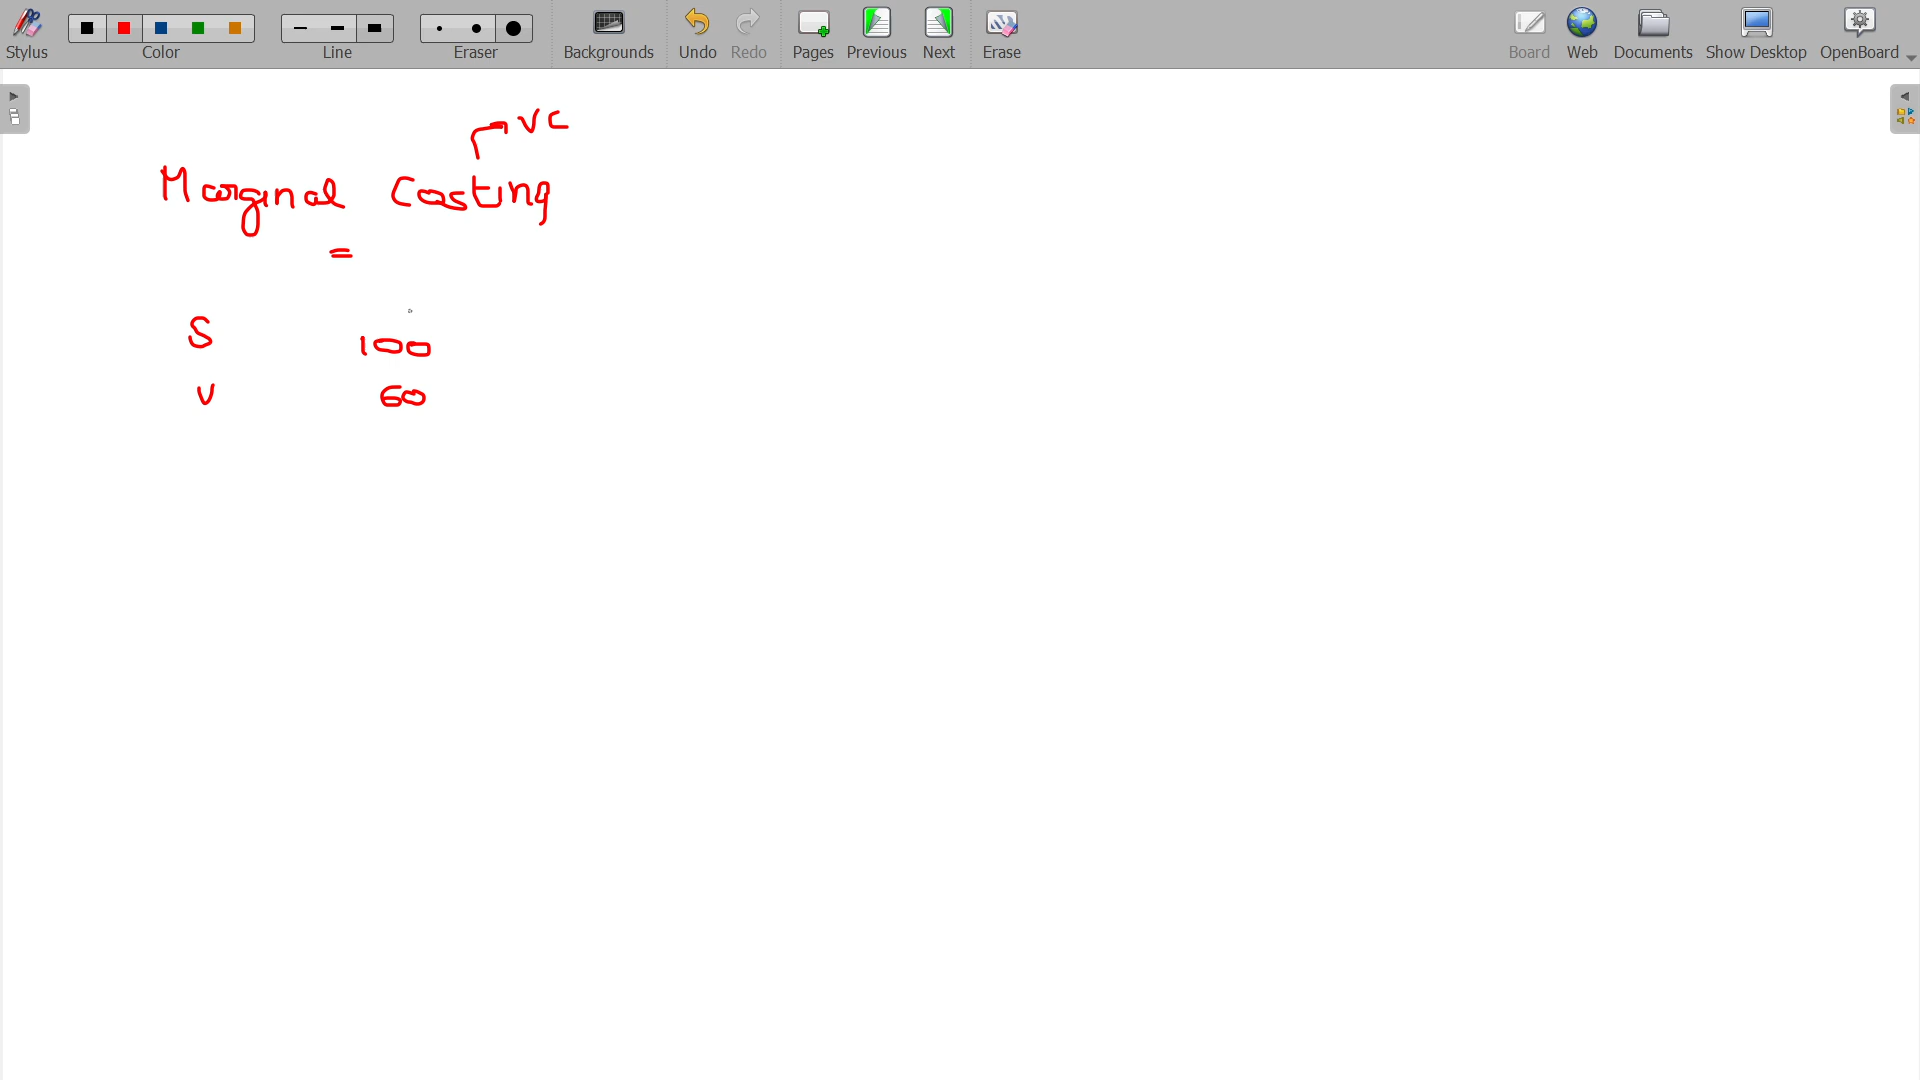 Stylus Color Line Eraser Backgrounds Undo Redo Pages Previous Next Erase Board Web Documents Show Desktop OpenBoard
VC
Marginal Costing
=
S 100
V 60